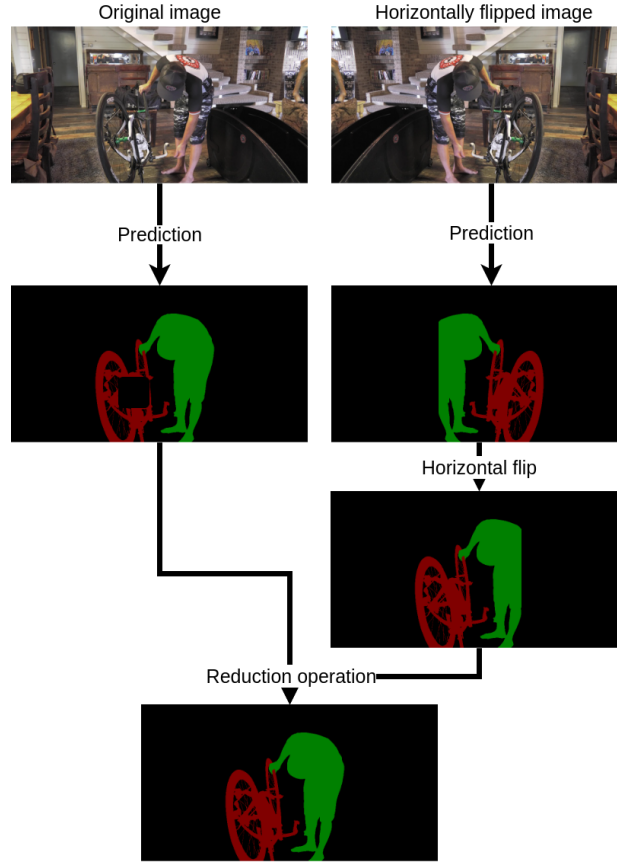 Original image
Horizontally flipped image
Prediction
Prediction
Horizontal flip
Reduction operation